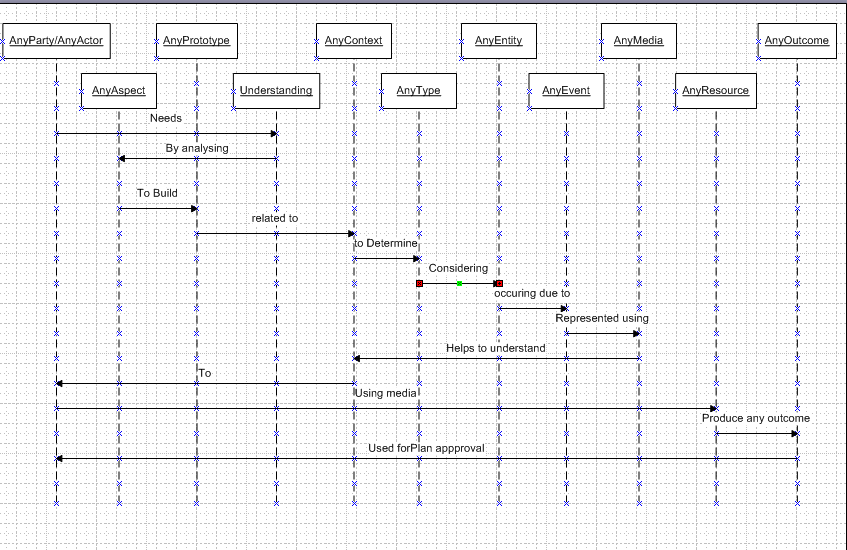 AnyParty/AnyActor
AnyPrototype
AnyContext
AnyEntity
AnyMedia
AnyOutcome
AnyAspect
Understanding
AnyType
AnyEvent
AnyResource
Needs
By analysing
To Build
related to
to Determine
Considering
occuring due to
Represented using
Helps to understand
To
Using media
Produce any outcome
Used forPlan appproval